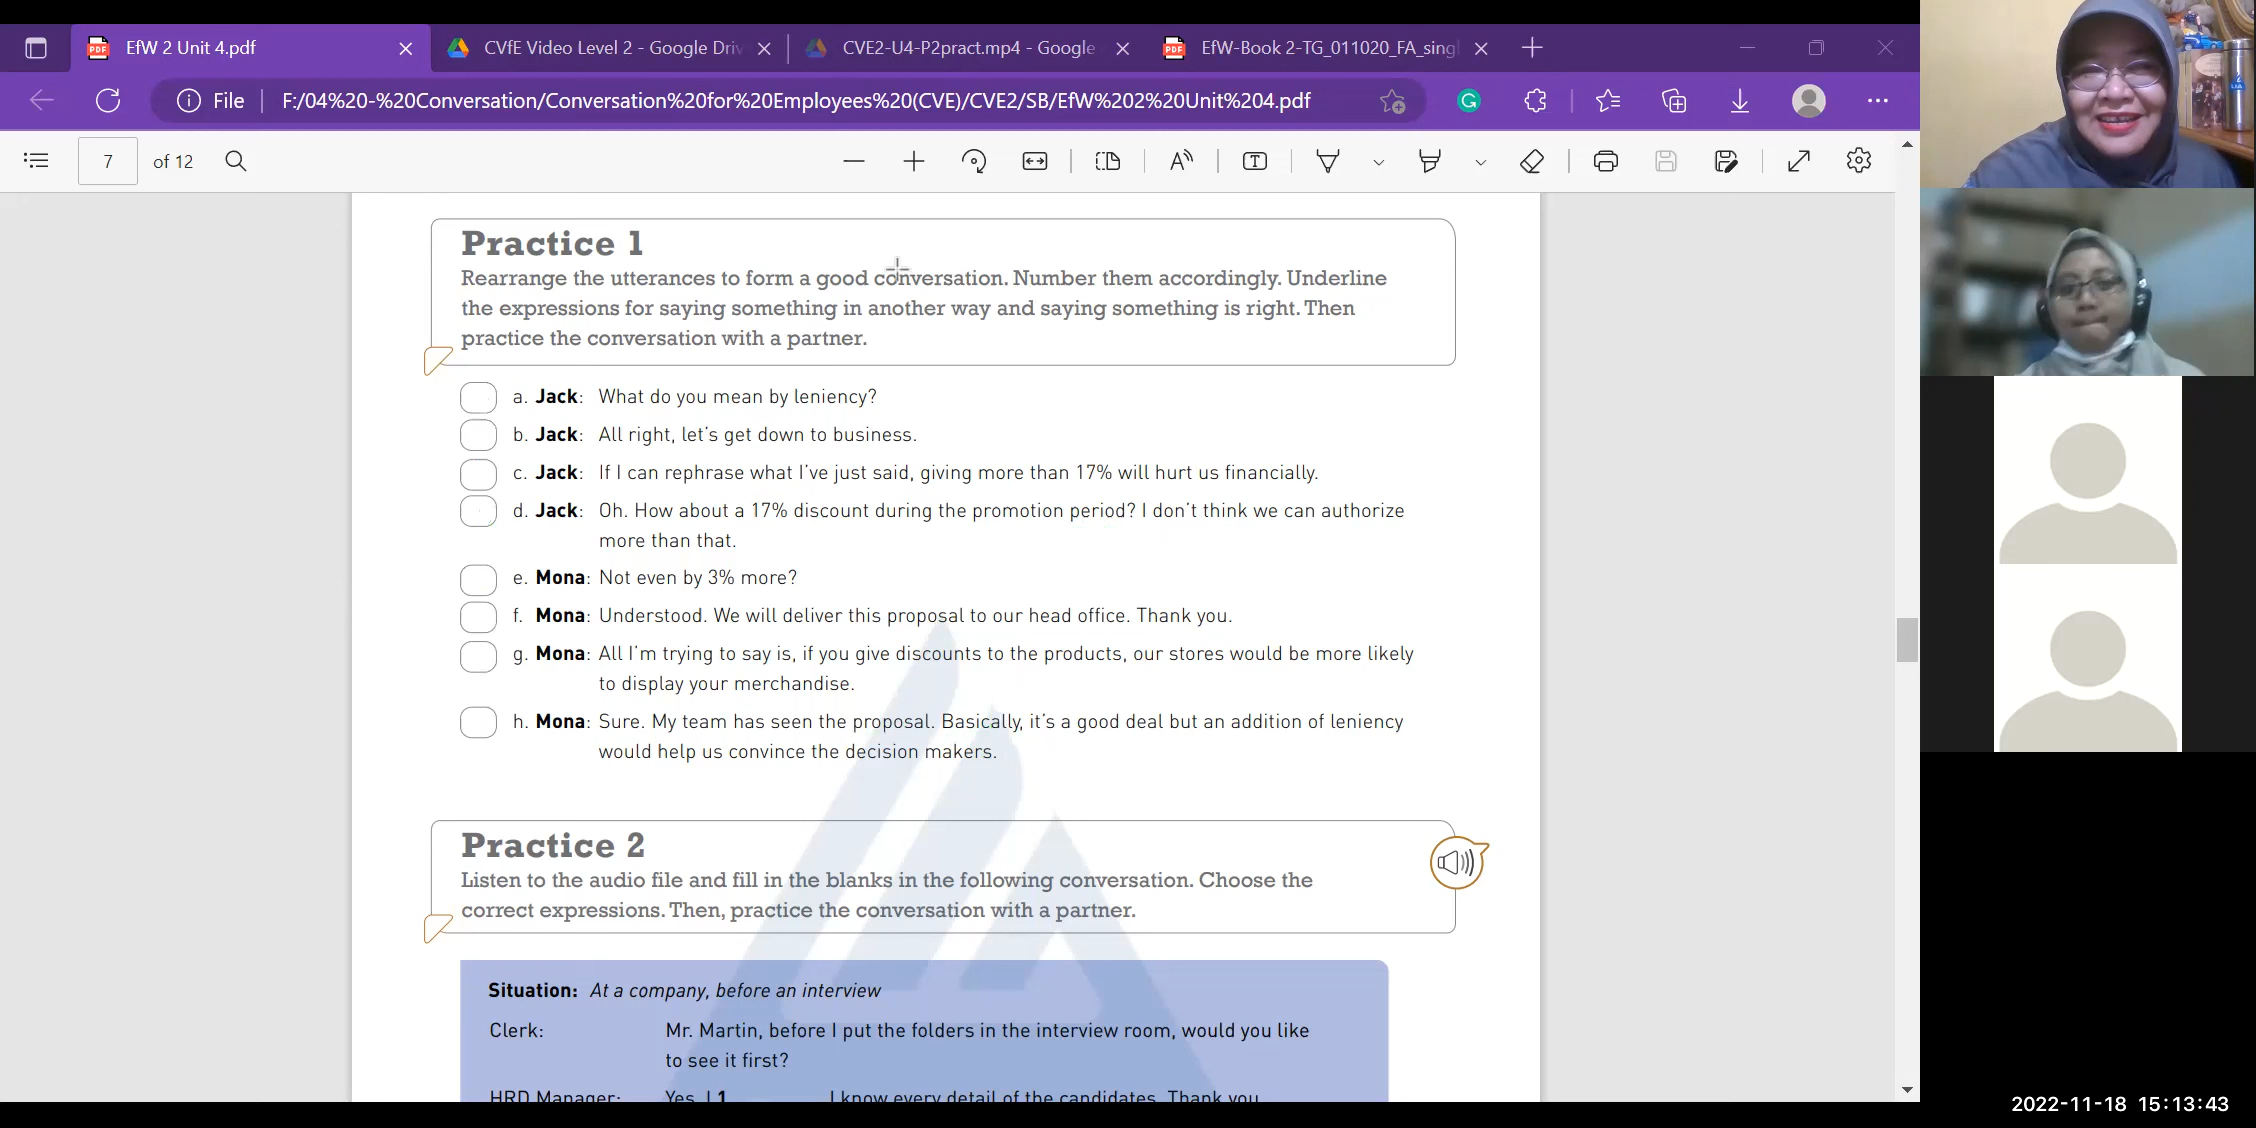 EfW 2 Unit 4.pdf
CVfE Video Level 2 - Google Driv
CVE2-U4-P2pract.mp4 - Google
EfW-Book 2-TG_011020_FA_singl
File
F:/04%20-%20Conversation/Conversation%20for%20Employees%20(CVE)/CVE2/SB/EfW%202%20Unit%204.pdf
7 of 12
Practice 1
Rearrange the utterances to form a good conversation. Number them accordingly. Underline
the expressions for saying something in another way and saying something is right. Then
practice the conversation with a partner.
a. Jack: What do you mean by leniency?
b. Jack: All right, let's get down to business.
c. Jack: If I can rephrase what I've just said, giving more than 17% will hurt us financially.
d. Jack: Oh. How about a 17% discount during the promotion period? I don't think we can authorize
more than that.
e. Mona: Not even by 3% more?
f. Mona: Understood. We will deliver this proposal to our head office. Thank you.
g. Mona: All I'm trying to say is, if you give discounts to the products, our stores would be more likely
to display your merchandise.
h. Mona: Sure. My team has seen the proposal. Basically, it's a good deal but an addition of leniency
would help us convince the decision makers.
Practice 2
Listen to the audio file and fill in the blanks in the following conversation. Choose the
correct expressions. Then, practice the conversation with a partner.
Situation: At a company, before an interview
Clerk: Mr. Martin, before I put the folders in the interview room, would you like
to see it first?
HRD Manager: Yes, I 1 I know every detail of the candidates. Thank you
2022-11-18 15:13:43